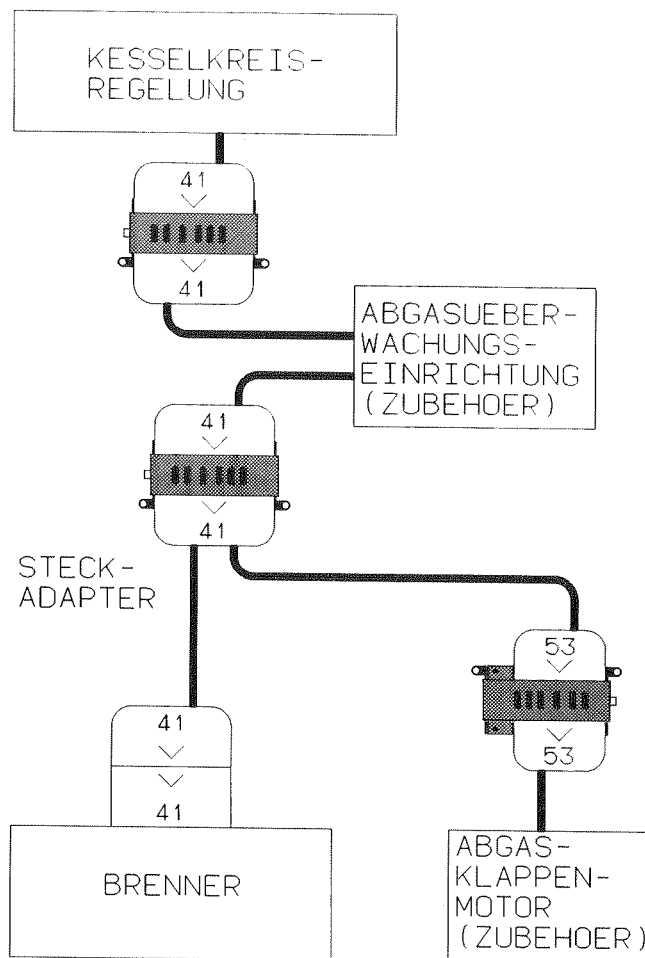 KESSELKREIS-
REGELUNG
41
41
ABGASUEBER-
WACHUNGS-
EINRICHTUNG
(ZUBEHOER)
41
41
STECK-
ADAPTER
53
53
41
41
BRENNER
ABGAS-
KLAPPEN-
MOTOR
(ZUBEHOER)